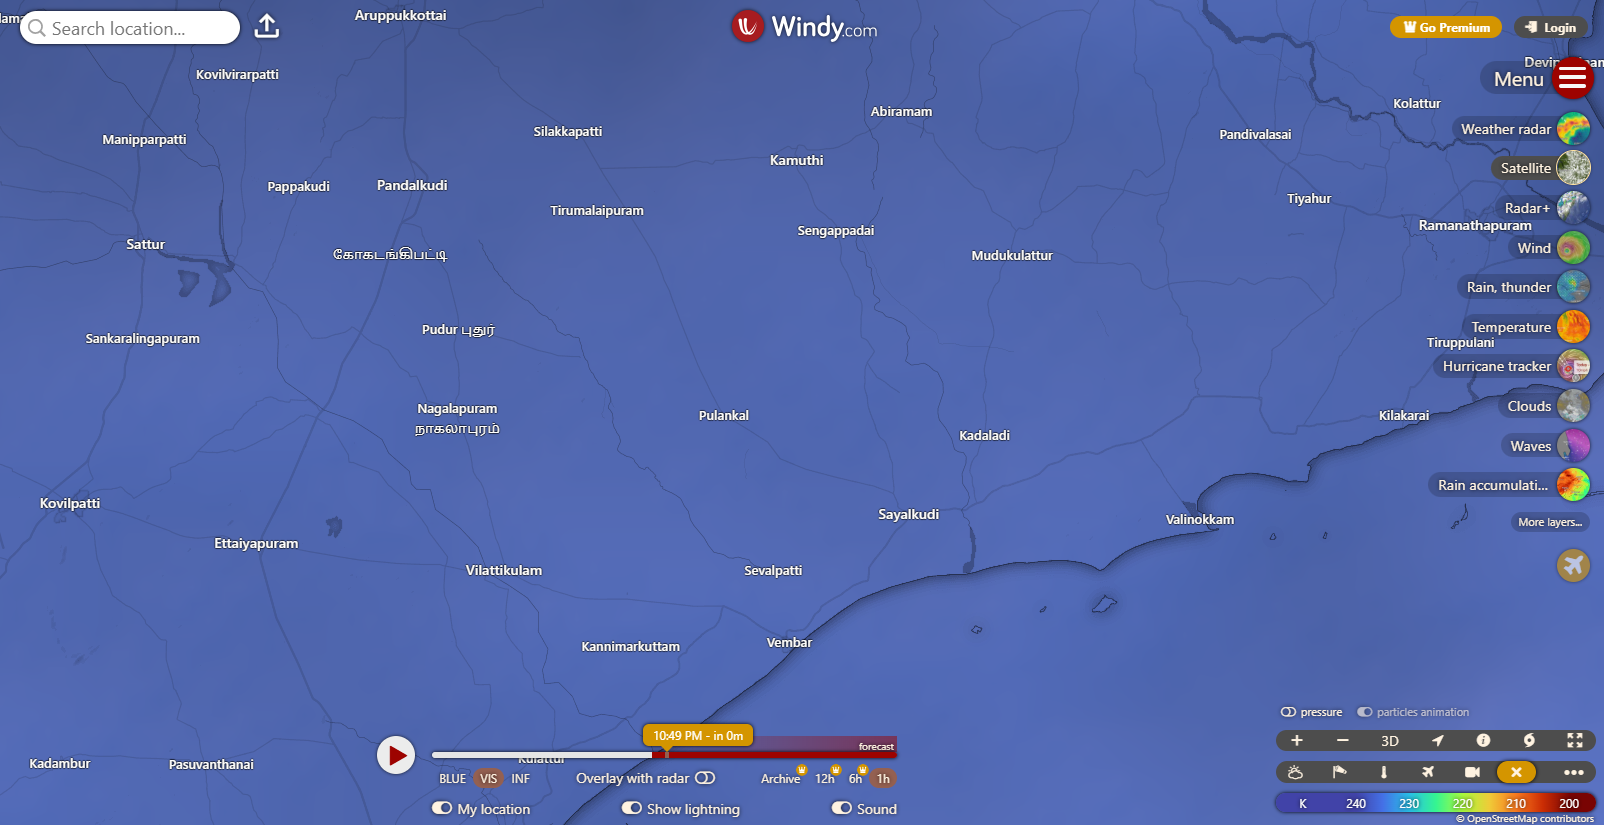 Search location...
Windy.com
Go Premium
Login
Menu
Weather radar
Satellite
Radar+
Wind
Rain, thunder
Temperature
Hurricane tracker
Clouds
Waves
Rain accumulati...
More layers...
Aruppukkottai
Kovilvirarpatti
Abiramam
Kolattur
Silakkapatti
Pandivalasai
Manipparpatti
Kamuthi
Pappakudi
Pandalkudi
Tiyahur
Tirumalaipuram
Ramanathapuram
Sengappadai
Sattur
கோகடங்கிபட்டி
Mudukulattur
Pudur புதுர்
Sankaralingapuram
Tiruppulani
Nagalapuram
நாகலாபுரம்
Pulankal
Kilakarai
Kadaladi
Kovilpatti
Sayalkudi
Valinokkam
Ettaiyapuram
Vilattikulam
Sevalpatti
Kannimarkuttam
Vembar
Kadambur
Pasuvanthanai
10:49 PM - in 0m
forecast
BLUE VIS INF
Overlay with radar
Archive 12h 6h 1h
My location
Show lightning
Sound
pressure
particles animation
3D
K 240 230 220 210 200
© OpenStreetMap contributors